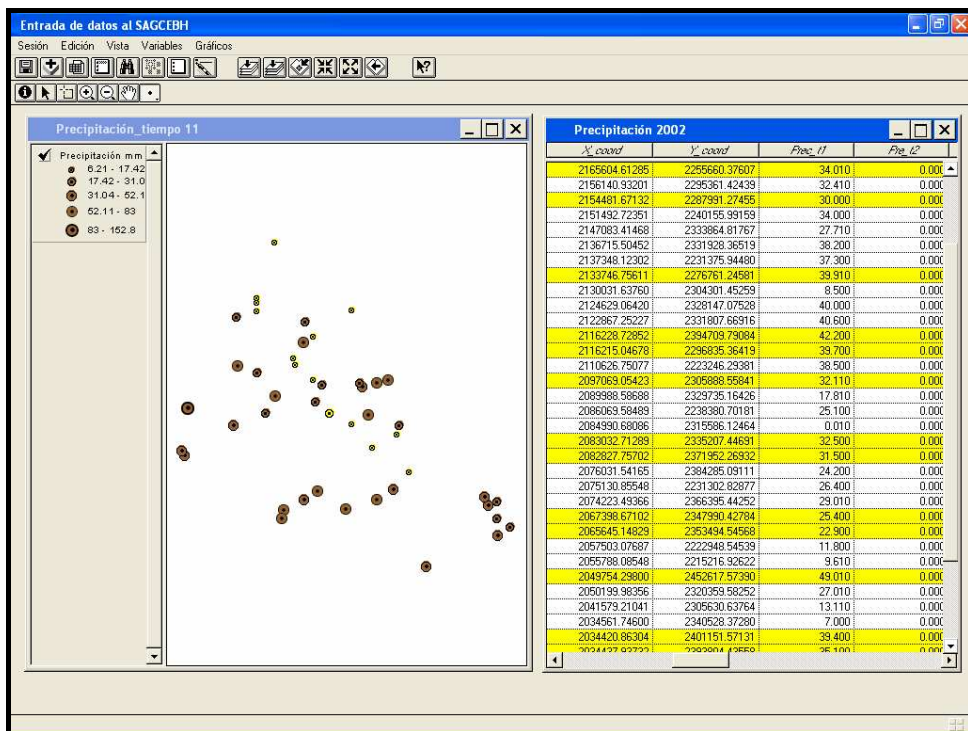 Entrada de datos al SAGCEBH
Sesión Edición Vista Variables Gráficos
Precipitación_tiempo 11
Precipitación mm
6.21 - 17.42
17.42 - 31.0
31.04 - 52.1
52.11 - 83
83 - 152.8
Precipitación 2002
X_coord Y_coord Prec_t1 Pre_t2
2165604.61285 2255660.37607 34.010 0.000
2156140.93201 2295361.42439 32.410 0.000
2154481.67132 2287991.27455 30.000 0.000
2151492.72351 2240155.99159 34.000 0.000
2147083.41468 2333864.81767 27.710 0.000
2136715.50452 2331928.36519 38.200 0.000
2137348.12302 2231375.94480 37.300 0.000
2133746.75611 2276761.24581 39.910 0.000
2130031.63760 2304301.45259 8.500 0.000
2124629.06420 2328147.07528 40.000 0.000
2122867.25227 2331807.66916 40.600 0.000
2116228.72852 2394709.79084 42.200 0.000
2116215.04678 2296835.36419 39.700 0.000
2110626.75077 2223246.29381 38.500 0.000
2097069.05423 2305888.55841 32.110 0.000
2089988.58688 2329735.16426 17.810 0.000
2086069.58489 2238380.70181 25.100 0.000
2084990.68086 2315586.12464 0.010 0.000
2083032.71289 2335207.44691 32.500 0.000
2082827.75702 2371952.26932 31.500 0.000
2076031.54165 2384285.09111 24.200 0.000
2075130.85548 2231302.82877 26.400 0.000
2074223.49366 2366395.44252 29.010 0.000
2067398.67102 2347990.42784 25.400 0.000
2065645.14829 2353494.54568 22.900 0.000
2057503.07687 2222948.54539 11.800 0.000
2055788.08548 2215216.92622 9.610 0.000
2049754.29800 2452617.57390 49.010 0.000
2050199.98356 2320359.58252 27.010 0.000
2041579.21041 2305630.63764 13.110 0.000
2034561.74600 2340528.37280 7.000 0.000
2034420.86304 2401151.57131 39.400 0.000